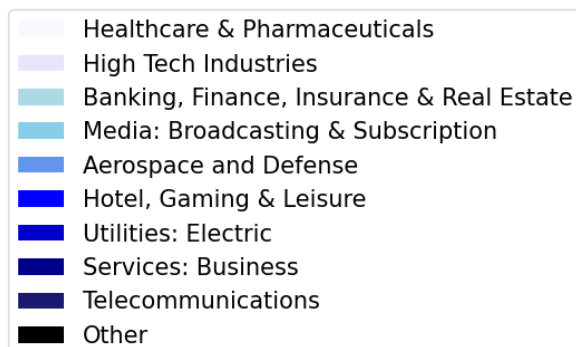 Healthcare & Pharmaceuticals
High Tech Industries
Banking, Finance, Insurance & Real Estate
Media: Broadcasting & Subscription
Aerospace and Defense
Hotel, Gaming & Leisure
Utilities: Electric
Services: Business
Telecommunications
Other